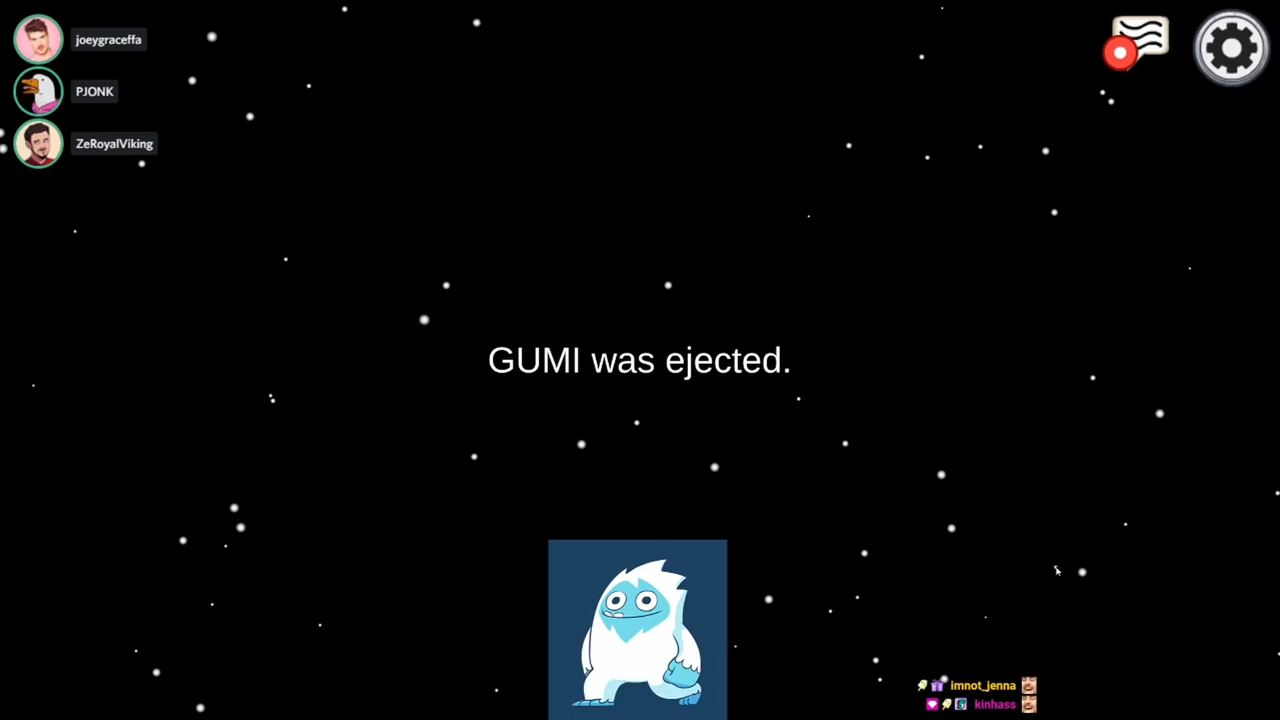 joeygraceffa
PJONK
ZeRoyalViking
GUMI was ejected.
imnot_jenna
kinhass